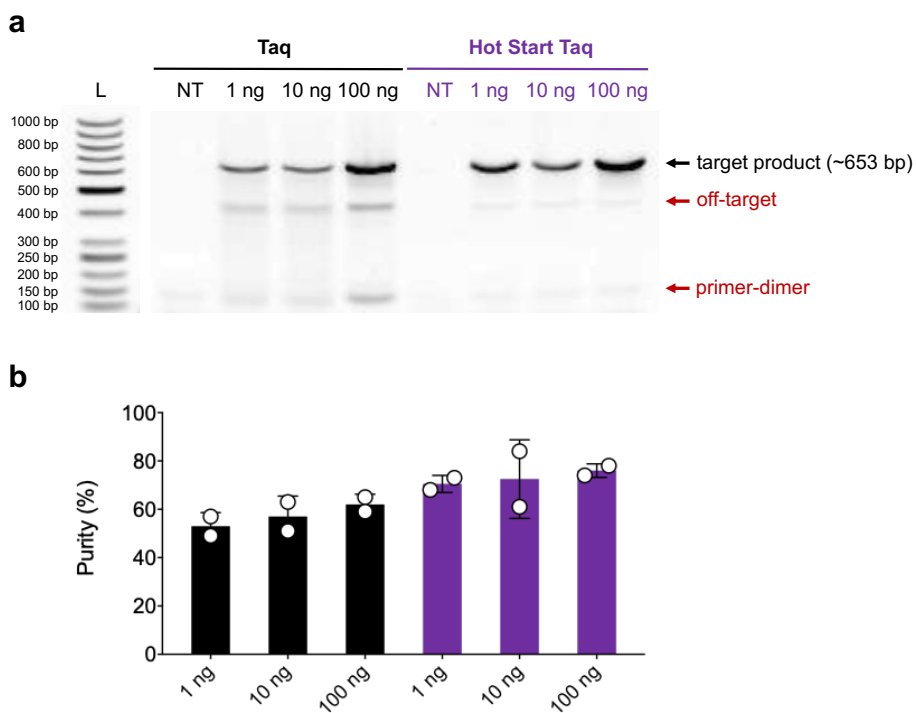 a
Taq
Hot Start Taq
L
NT 1 ng 10 ng 100 ng
NT 1 ng 10 ng 100 ng
1000 bp
800 bp
600 bp
500 bp
400 bp
300 bp
250 bp
200 bp
150 bp
100 bp
target product (~653 bp)
off-target
primer-dimer
b
Purity (%)
100
80
60
40
20
0
1 ng
10 ng
100 ng
1 ng
10 ng
100 ng